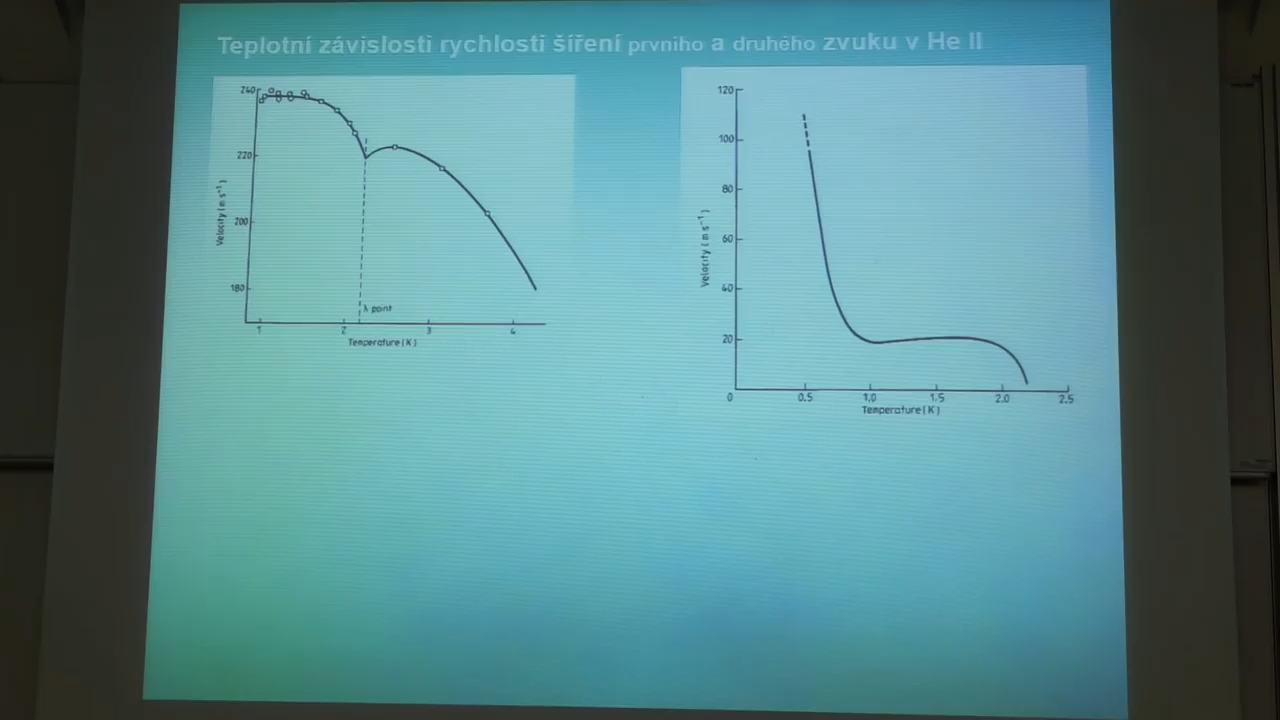 Teplotní závislosti rychlosti šíření prvního a druhého zvuku v He II
240
220
200
180
Velocity (m s⁻¹)
λ point
1 2 3 4
Temperature (K)
120
100
80
60
40
20
Velocity (m s⁻¹)
0 0.5 1.0 1.5 2.0 2.5
Temperature (K)